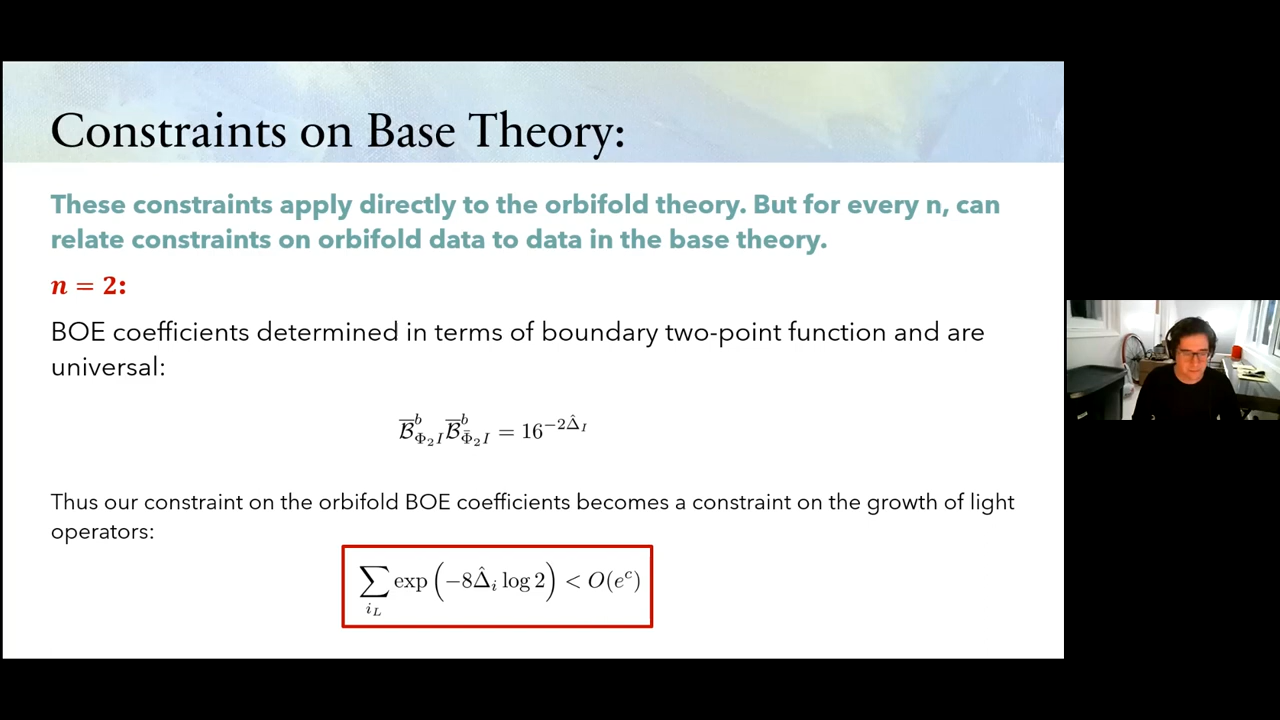 Constraints on Base Theory:
These constraints apply directly to the orbifold theory. But for every n, can
relate constraints on orbifold data to data in the base theory.
n = 2:
BOE coefficients determined in terms of boundary two-point function and are
universal:
$\overline{\mathcal{B}}^b_{\Phi_2 I} \overline{\mathcal{B}}^b_{\bar{\Phi}_2 I} = 16^{-2\hat{\Delta}_I}$
Thus our constraint on the orbifold BOE coefficients becomes a constraint on the growth of light
operators:
$\sum_{i_L} \exp\left(-8\hat{\Delta}_i \log 2\right) < O(e^c)$